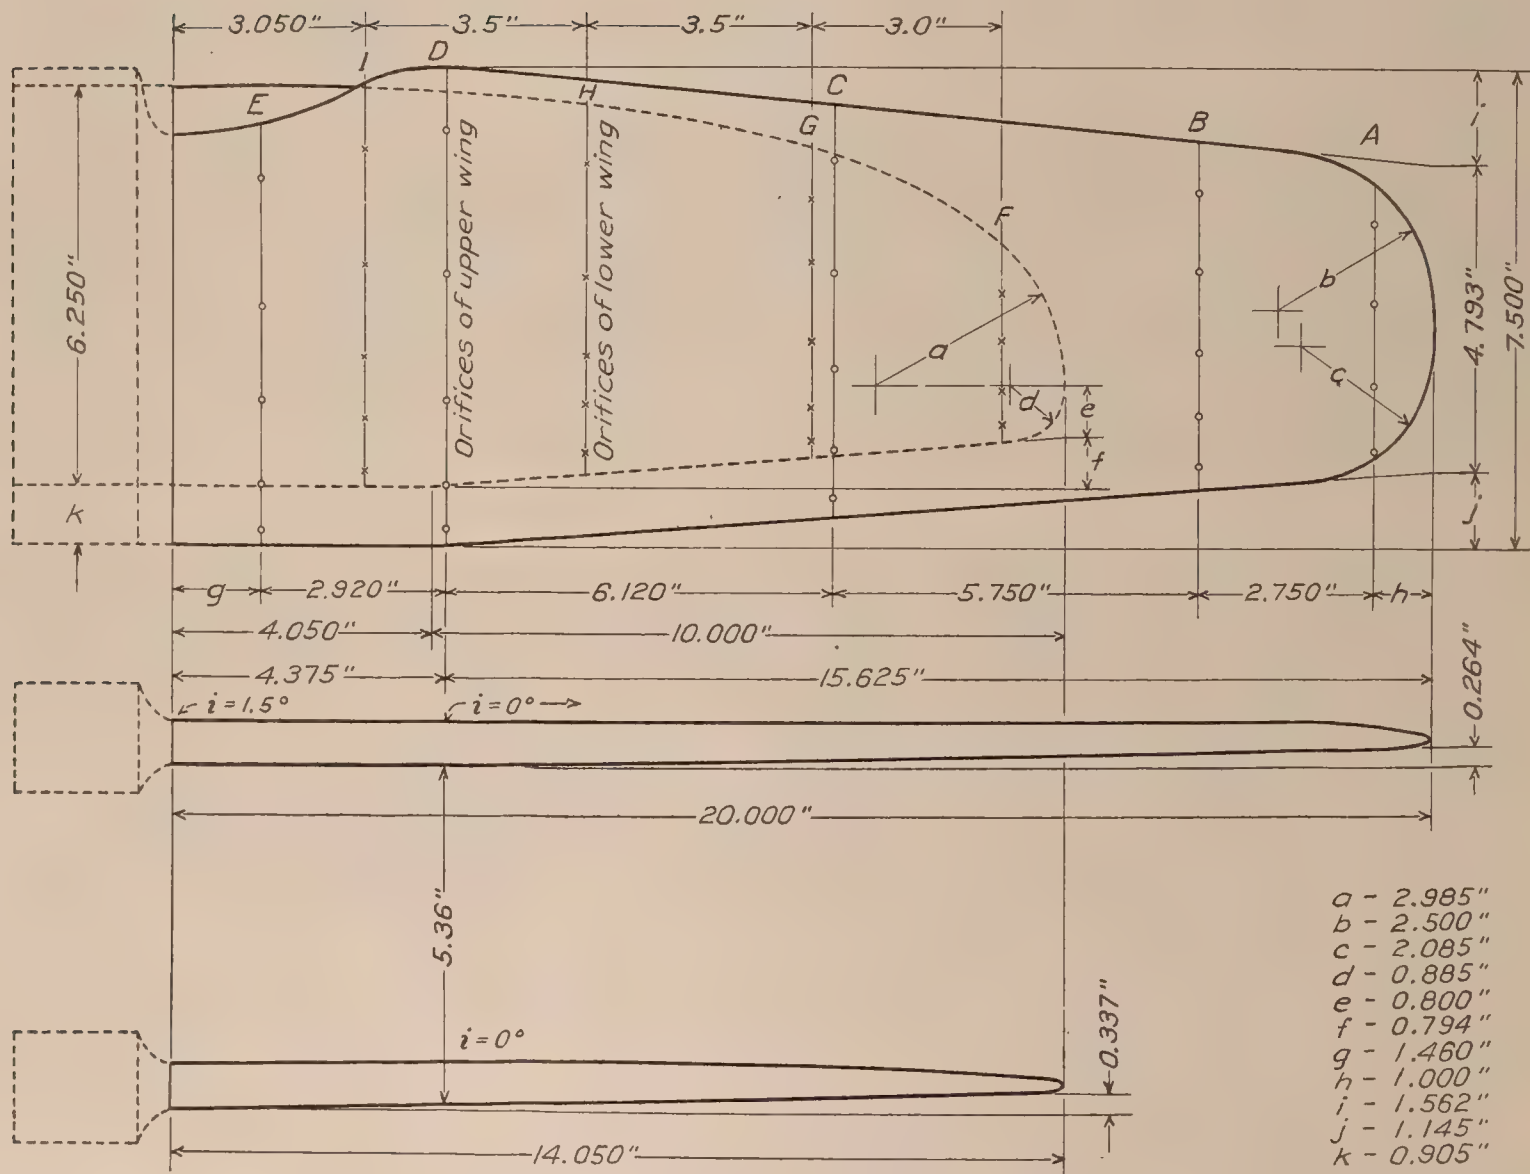 3.050" 3.5" 3.5" 3.0"
I D
E H G C B A
F
Orifices of upper wing
Orifices of lower wing
6.250"
k
a
d
e
f
b
c
i
4.793"
7.500"
j
g 2.920" 6.120" 5.750" 2.750" h
4.050" 10.000"
4.375" 15.625"
0.264"
i=1.5° i=0°
20.000"
5.36"
i=0°
0.337"
14.050"
a - 2.985"
b - 2.500"
c - 2.085"
d - 0.885"
e - 0.800"
f - 0.794"
g - 1.460"
h - 1.000"
i - 1.562"
j - 1.145"
k - 0.905"